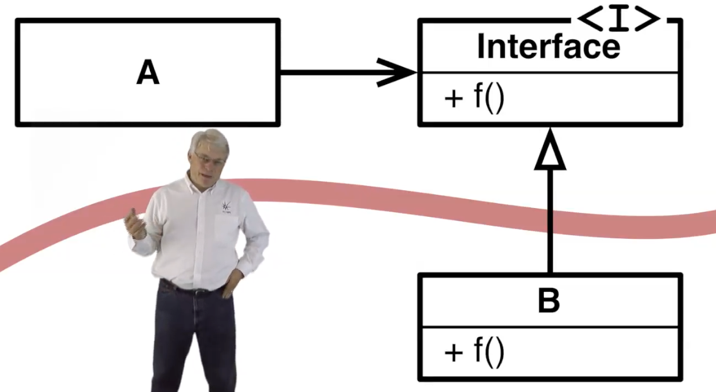 <I>
A
Interface
+ f()
B
+ f()